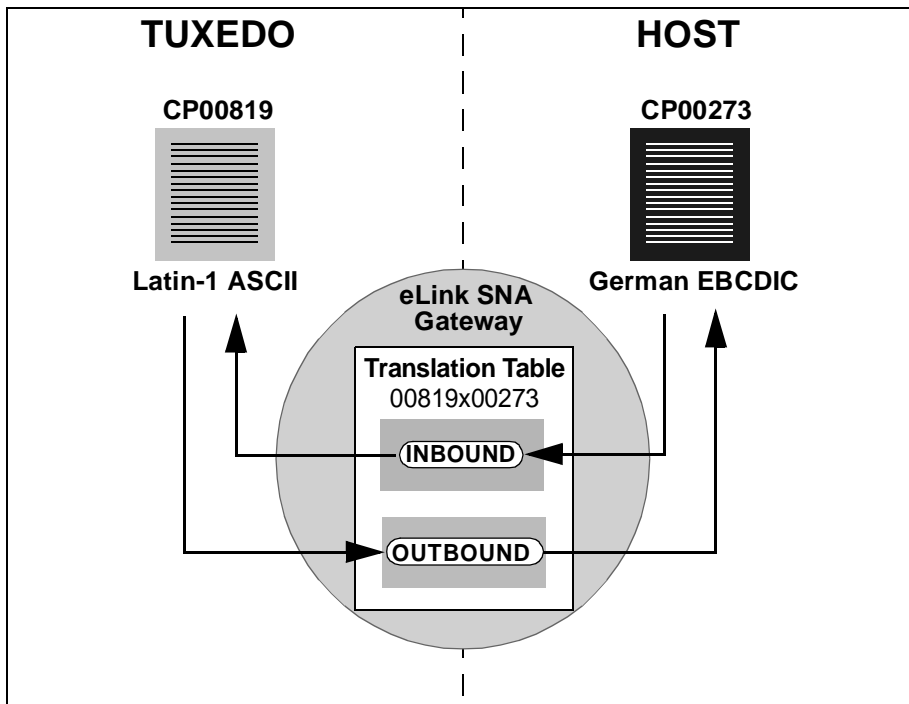 TUXEDO
HOST
CP00819
CP00273
Latin-1 ASCII
German EBCDIC
eLink SNA
Gateway
Translation Table
00819x00273
INBOUND
OUTBOUND